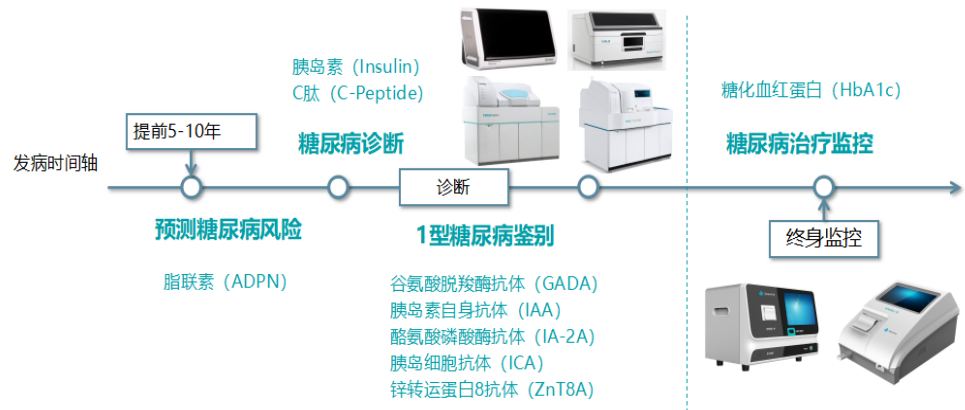 胰岛素（Insulin）
C肽（C-Peptide）
糖化血红蛋白（HbA1c）
提前5-10年
糖尿病诊断
糖尿病治疗监控
发病时间轴
诊断
预测糖尿病风险
1型糖尿病鉴别
终身监控
脂联素（ADPN）
谷氨酸脱羧酶抗体（GADA）
胰岛素自身抗体（IAA）
酪氨酸磷酸酶抗体（IA-2A）
胰岛细胞抗体（ICA）
锌转运蛋白8抗体（ZnT8A）